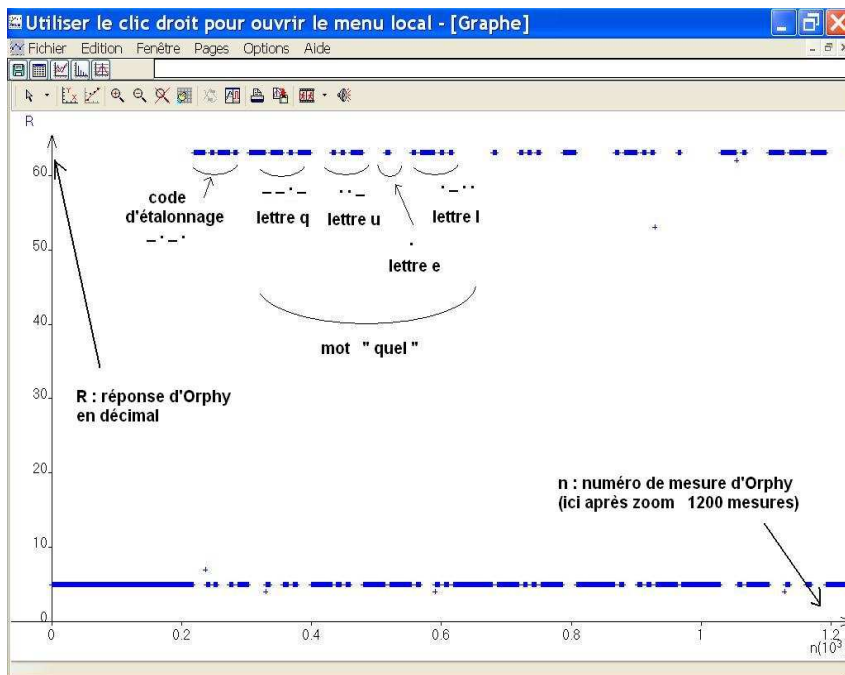 Utiliser le clic droit pour ouvrir le menu local - [Graphe]
Fichier Edition Fenêtre Pages Options Aide
R
60
code
d'étalonnage
_._.
__._
lettre q
.._
lettre u
._..
lettre l
50
.
lettre e
40
mot " quel "
30
R : réponse d'Orphy
en décimal
20
n : numéro de mesure d'Orphy
(ici après zoom 1200 mesures)
10
0
0 0.2 0.4 0.6 0.8 1 1.2
n(10³